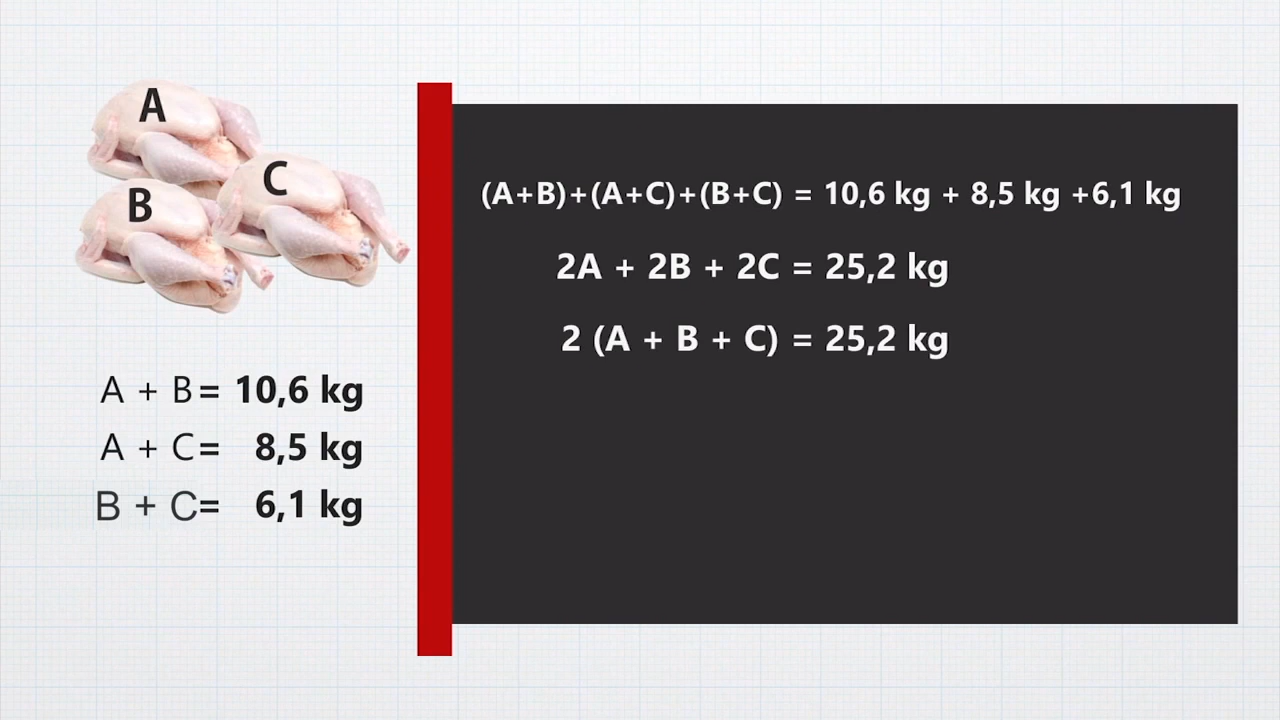 A
C
B
A + B = 10,6 kg
A + C = 8,5 kg
B + C = 6,1 kg
(A+B)+(A+C)+(B+C) = 10,6 kg + 8,5 kg +6,1 kg
2A + 2B + 2C = 25,2 kg
2 (A + B + C) = 25,2 kg